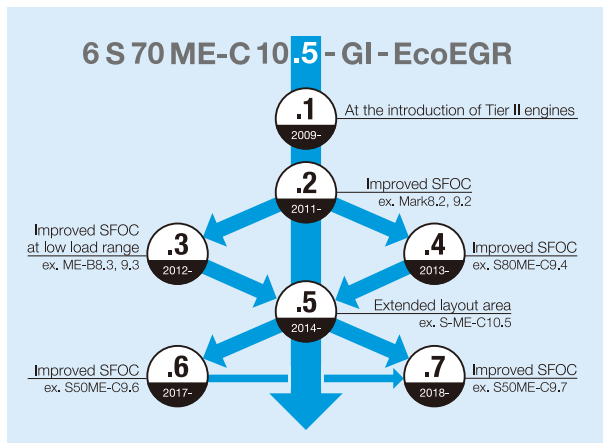 6 S 70 ME-C 10.5 - GI - EcoEGR
.1
2009-
At the introduction of Tier II engines
.2
2011-
Improved SFOC
ex. Mark8.2, 9.2
Improved SFOC
at low load range
ex. ME-B8.3, 9.3
.3
2012-
.4
2013-
Improved SFOC
ex. S80ME-C9.4
.5
2014-
Extended layout area
ex. S-ME-C10.5
Improved SFOC
ex. S50ME-C9.6
.6
2017-
.7
2018-
Improved SFOC
ex. S50ME-C9.7